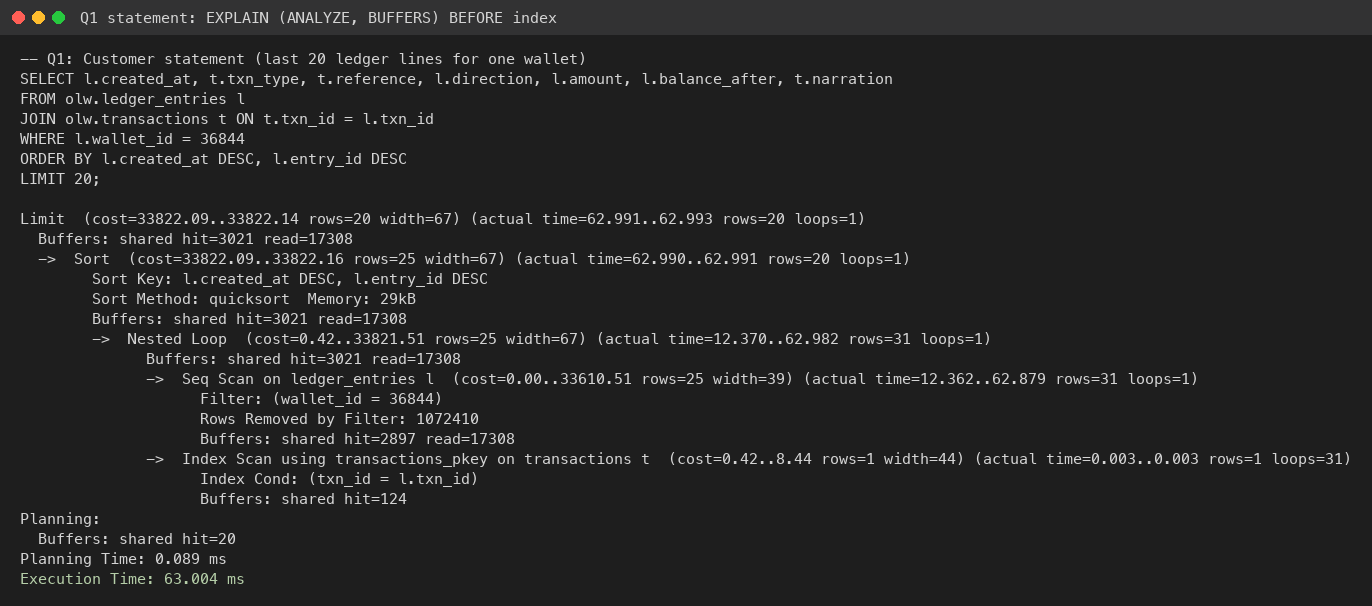 Q1 statement: EXPLAIN (ANALYZE, BUFFERS) BEFORE index
-- Q1: Customer statement (last 20 ledger lines for one wallet)
SELECT l.created_at, t.txn_type, t.reference, l.direction, l.amount, l.balance_after, t.narration
FROM olw.ledger_entries l
JOIN olw.transactions t ON t.txn_id = l.txn_id
WHERE l.wallet_id = 36844
ORDER BY l.created_at DESC, l.entry_id DESC
LIMIT 20;

Limit  (cost=33822.09..33822.14 rows=20 width=67) (actual time=62.991..62.993 rows=20 loops=1)
  Buffers: shared hit=3021 read=17308
  ->  Sort  (cost=33822.09..33822.16 rows=25 width=67) (actual time=62.990..62.991 rows=20 loops=1)
        Sort Key: l.created_at DESC, l.entry_id DESC
        Sort Method: quicksort  Memory: 29kB
        Buffers: shared hit=3021 read=17308
        ->  Nested Loop  (cost=0.42..33821.51 rows=25 width=67) (actual time=12.370..62.982 rows=31 loops=1)
              Buffers: shared hit=3021 read=17308
              ->  Seq Scan on ledger_entries l  (cost=0.00..33610.51 rows=25 width=39) (actual time=12.362..62.879 rows=31 loops=1)
                    Filter: (wallet_id = 36844)
                    Rows Removed by Filter: 1072410
                    Buffers: shared hit=2897 read=17308
              ->  Index Scan using transactions_pkey on transactions t  (cost=0.42..8.44 rows=1 width=44) (actual time=0.003..0.003 rows=1 loops=31)
                    Index Cond: (txn_id = l.txn_id)
                    Buffers: shared hit=124
Planning:
  Buffers: shared hit=20
Planning Time: 0.089 ms
Execution Time: 63.004 ms